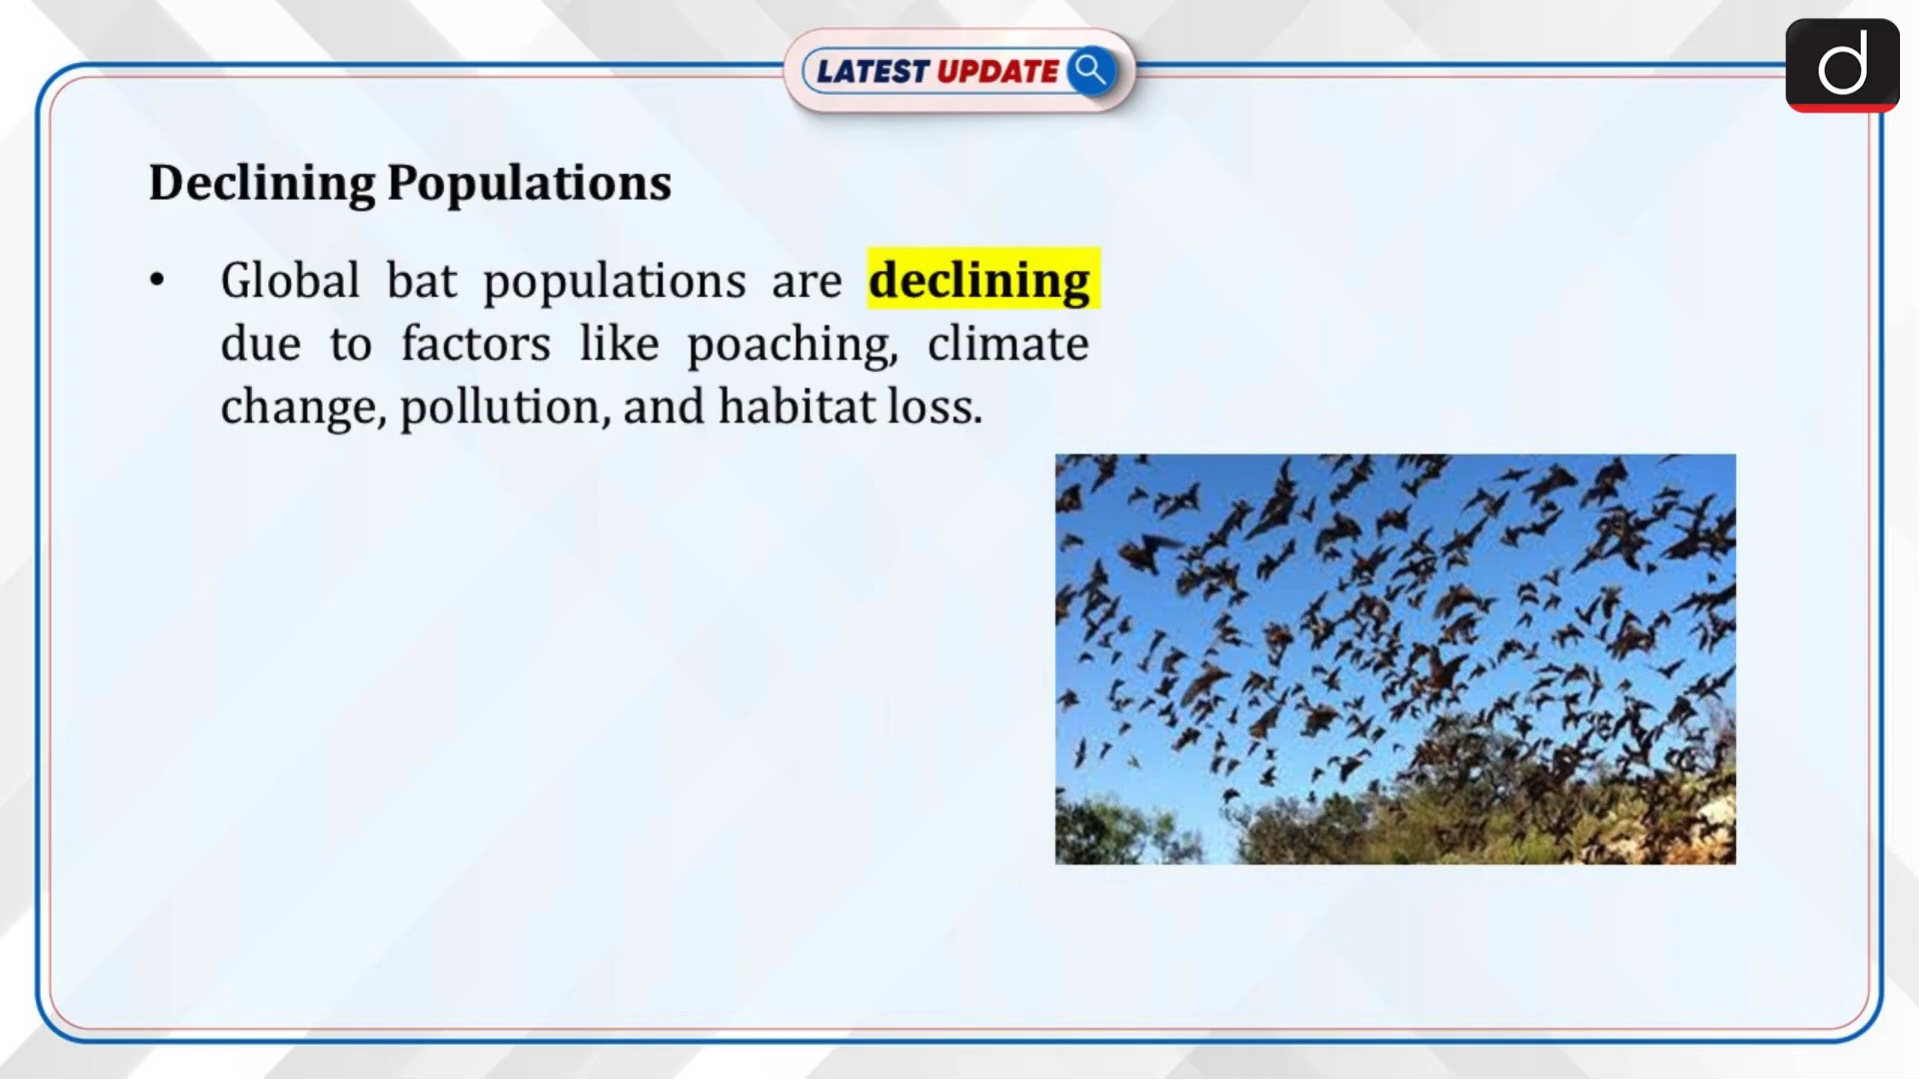 LATEST UPDATE
d
Declining Populations
• Global bat populations are declining
due to factors like poaching, climate
change, pollution, and habitat loss.